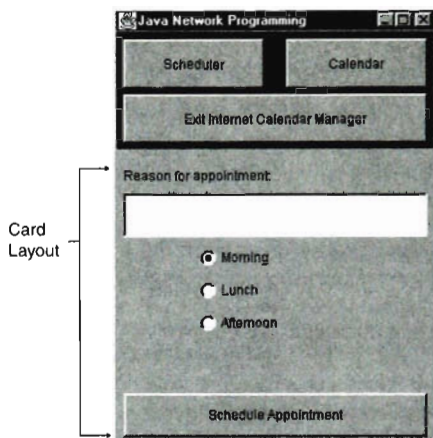 Java Network Programming
Scheduler Calendar
Exit Internet Calendar Manager
Reason for appointment:
Card
Layout
Morning
Lunch
Afternoon
Schedule Appointment